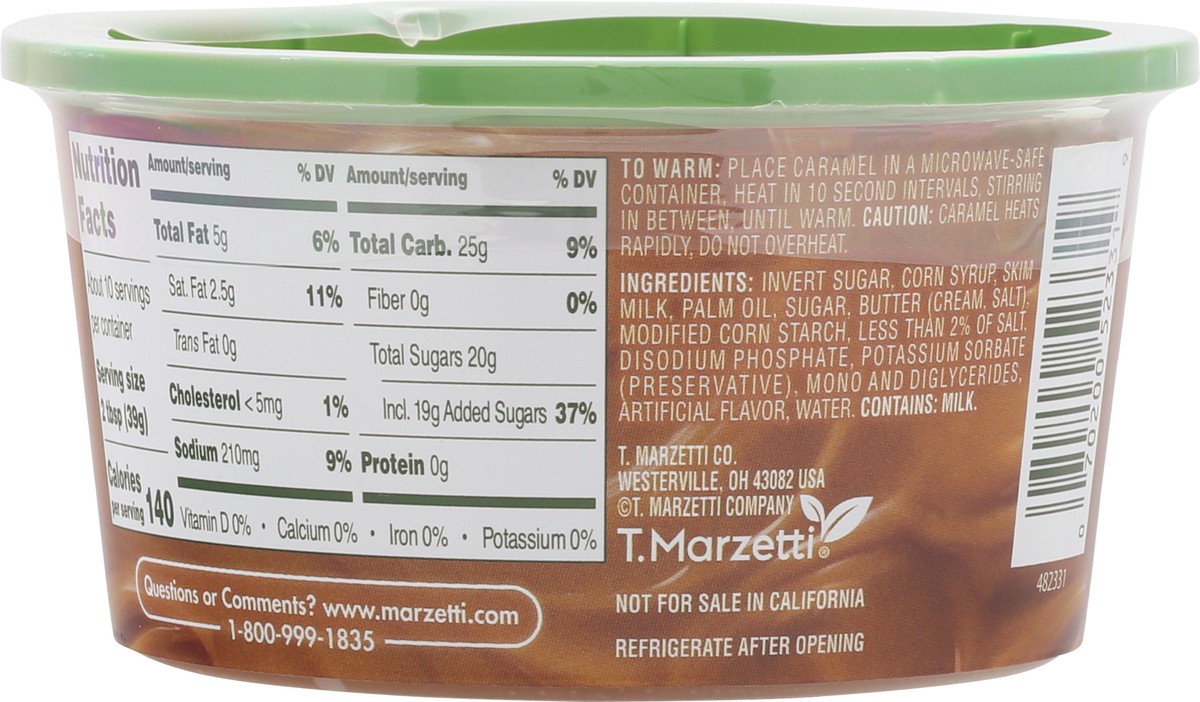 Nutrition
Facts
About 10 servings
per container
Serving size
2 tbsp (39g)
Calories
per serving 140
Amount/serving % DV
Total Fat 5g 6%
Sat. Fat 2.5g 11%
Trans Fat 0g
Cholesterol <5mg 1%
Sodium 210mg 9%
Amount/serving % DV
Total Carb. 25g 9%
Fiber 0g 0%
Total Sugars 20g
Incl. 19g Added Sugars 37%
Protein 0g
Vitamin D 0% • Calcium 0% • Iron 0% • Potassium 0%
Questions or Comments? www.marzetti.com
1-800-999-1835
TO WARM: PLACE CARAMEL IN A MICROWAVE-SAFE
CONTAINER, HEAT IN 10 SECOND INTERVALS, STIRRING
IN BETWEEN, UNTIL WARM. CAUTION: CARAMEL HEATS
RAPIDLY, DO NOT OVERHEAT.
INGREDIENTS: INVERT SUGAR, CORN SYRUP, SKIM
MILK, PALM OIL, SUGAR, BUTTER (CREAM, SALT),
MODIFIED CORN STARCH, LESS THAN 2% OF SALT,
DISODIUM PHOSPHATE, POTASSIUM SORBATE
(PRESERVATIVE), MONO AND DIGLYCERIDES,
ARTIFICIAL FLAVOR, WATER. CONTAINS: MILK.
T. MARZETTI CO.
WESTERVILLE, OH 43082 USA
©T. MARZETTI COMPANY
T.Marzetti®
NOT FOR SALE IN CALIFORNIA
REFRIGERATE AFTER OPENING
0 70200 52331 9
482331